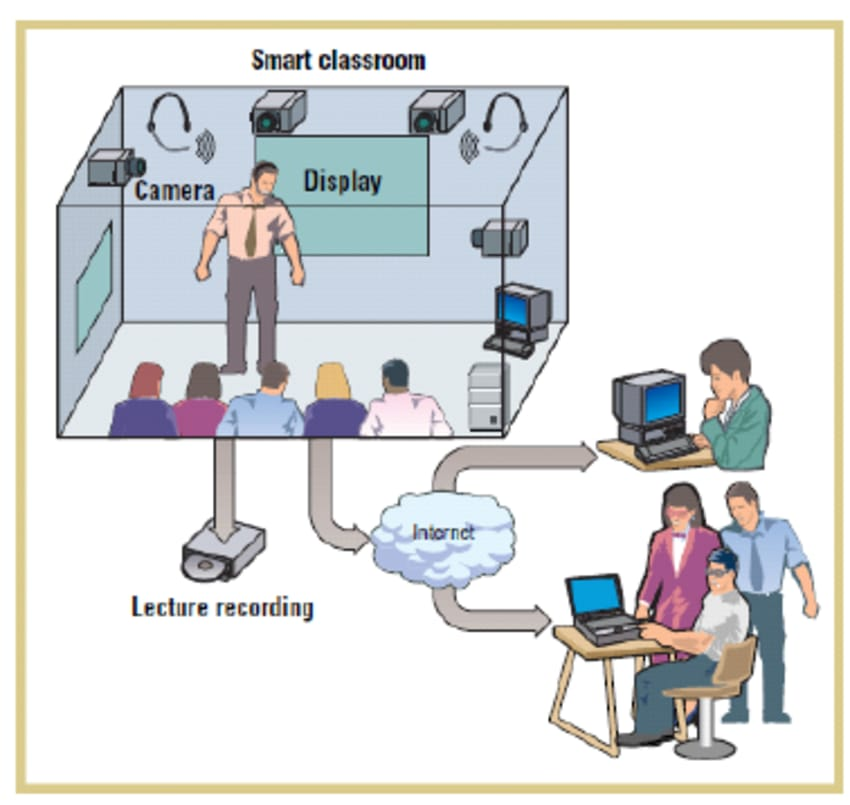 Smart classroom
Camera
Display
Internet
Lecture recording